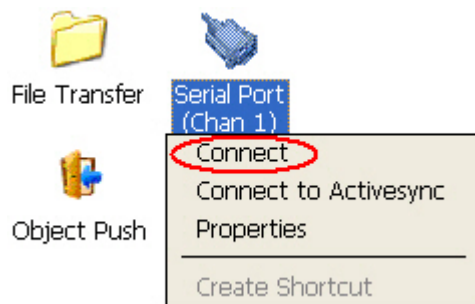 File Transfer
Serial Port
(Chan 1)
Connect
Connect to Activesync
Object Push
Properties
Create Shortcut